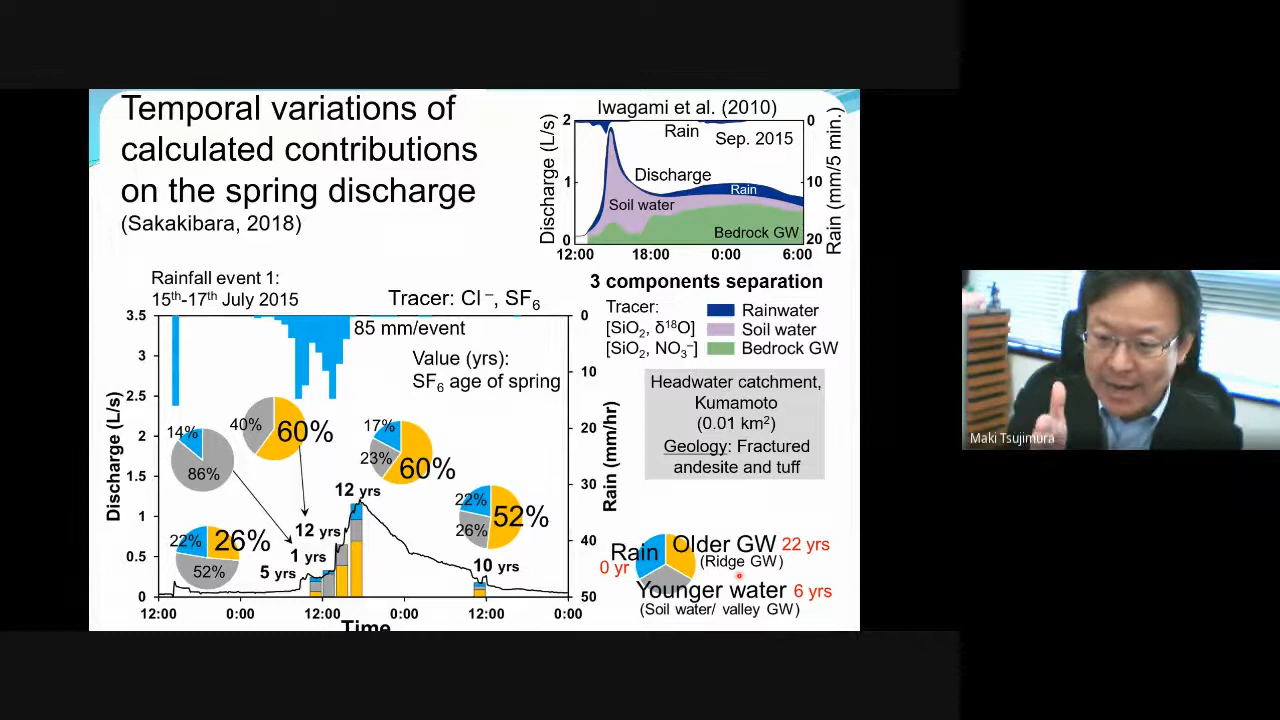 Temporal variations of
calculated contributions
on the spring discharge
(Sakakibara, 2018)
Iwagami et al. (2010)
2
1
0
Discharge (L/s)
Rain
Sep. 2015
Discharge
Rain
Soil water
Bedrock GW
0
10
20
Rain (mm/5 min.)
12:00 18:00 0:00 6:00
3 components separation
Tracer:
[SiO₂, δ¹⁸O]
[SiO₂, NO₃⁻]
Rainwater
Soil water
Bedrock GW
Headwater catchment,
Kumamoto
(0.01 km²)
Geology: Fractured
andesite and tuff
Rainfall event 1:
15th-17th July 2015
Tracer: Cl⁻, SF₆
85 mm/event
Value (yrs):
SF₆ age of spring
3.5
3
2.5
2
1.5
1
0.5
0
Discharge (L/s)
0
10
20
30
40
50
Rain (mm/hr)
14%
86%
40%
60%
17%
23%
60%
22%
26%
52%
22%
26%
52%
12 yrs
12 yrs
1 yrs
5 yrs
10 yrs
12:00 0:00 12:00 0:00 12:00 0:00
Time
Rain
0 yr
Older GW 22 yrs
(Ridge GW)
Younger water 6 yrs
(Soil water/ valley GW)
Maki Tsujimura